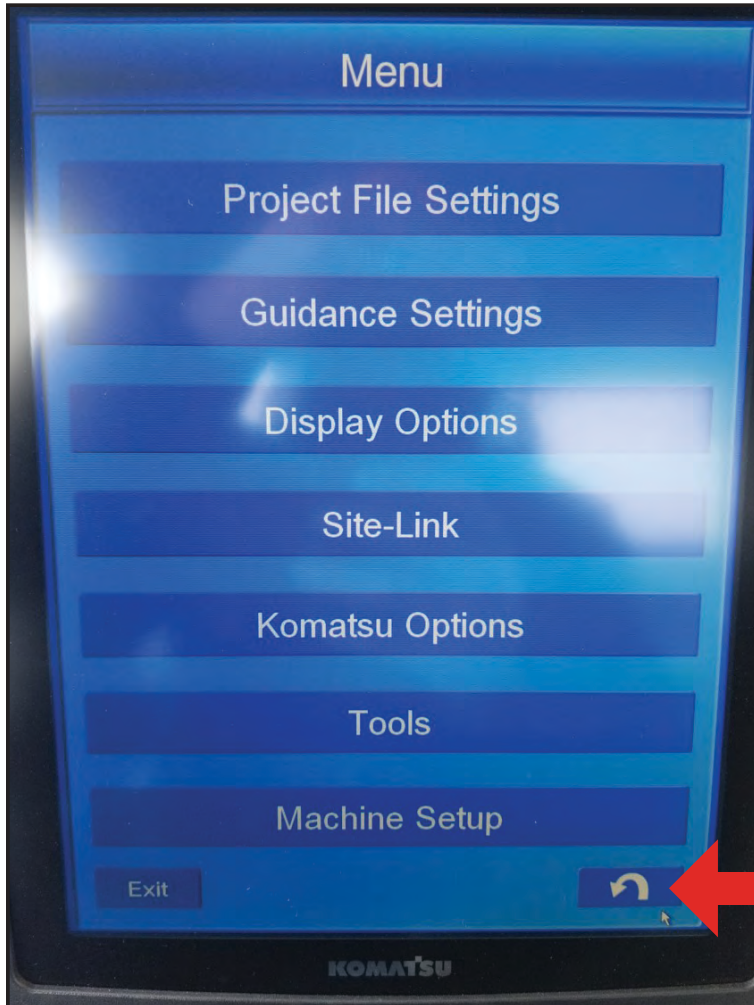 Menu
Project File Settings
Guidance Settings
Display Options
Site-Link
Komatsu Options
Tools
Machine Setup
Exit
KOMATSU